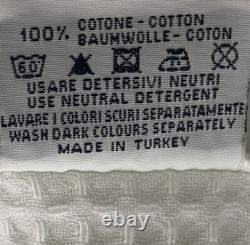 100% COTONE - COTTON
BAUMWOLLE - COTON
60
USARE DETERSIVI NEUTRI
USE NEUTRAL DETERGENT
LAVARE I COLORI SCURI SEPARATAMENTE
WASH DARK COLOURS SEPARATELY
MADE IN TURKEY